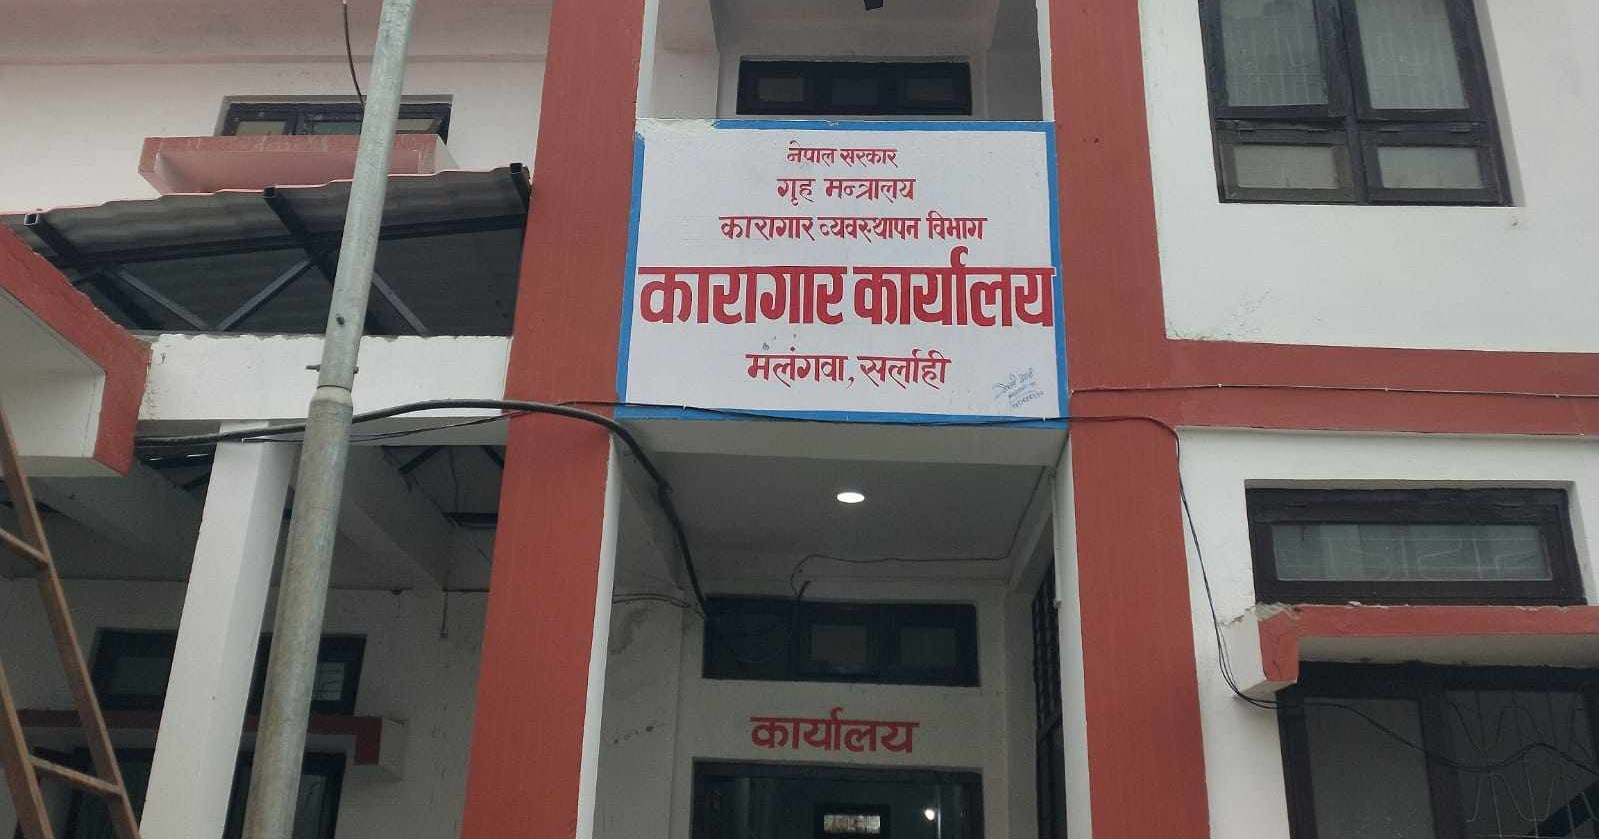 नेपाल सरकार
गृह मन्त्रालय
कारागार व्यवस्थापन विभाग
कारागार कार्यालय
मलंगवा, सर्लाही
कार्यालय